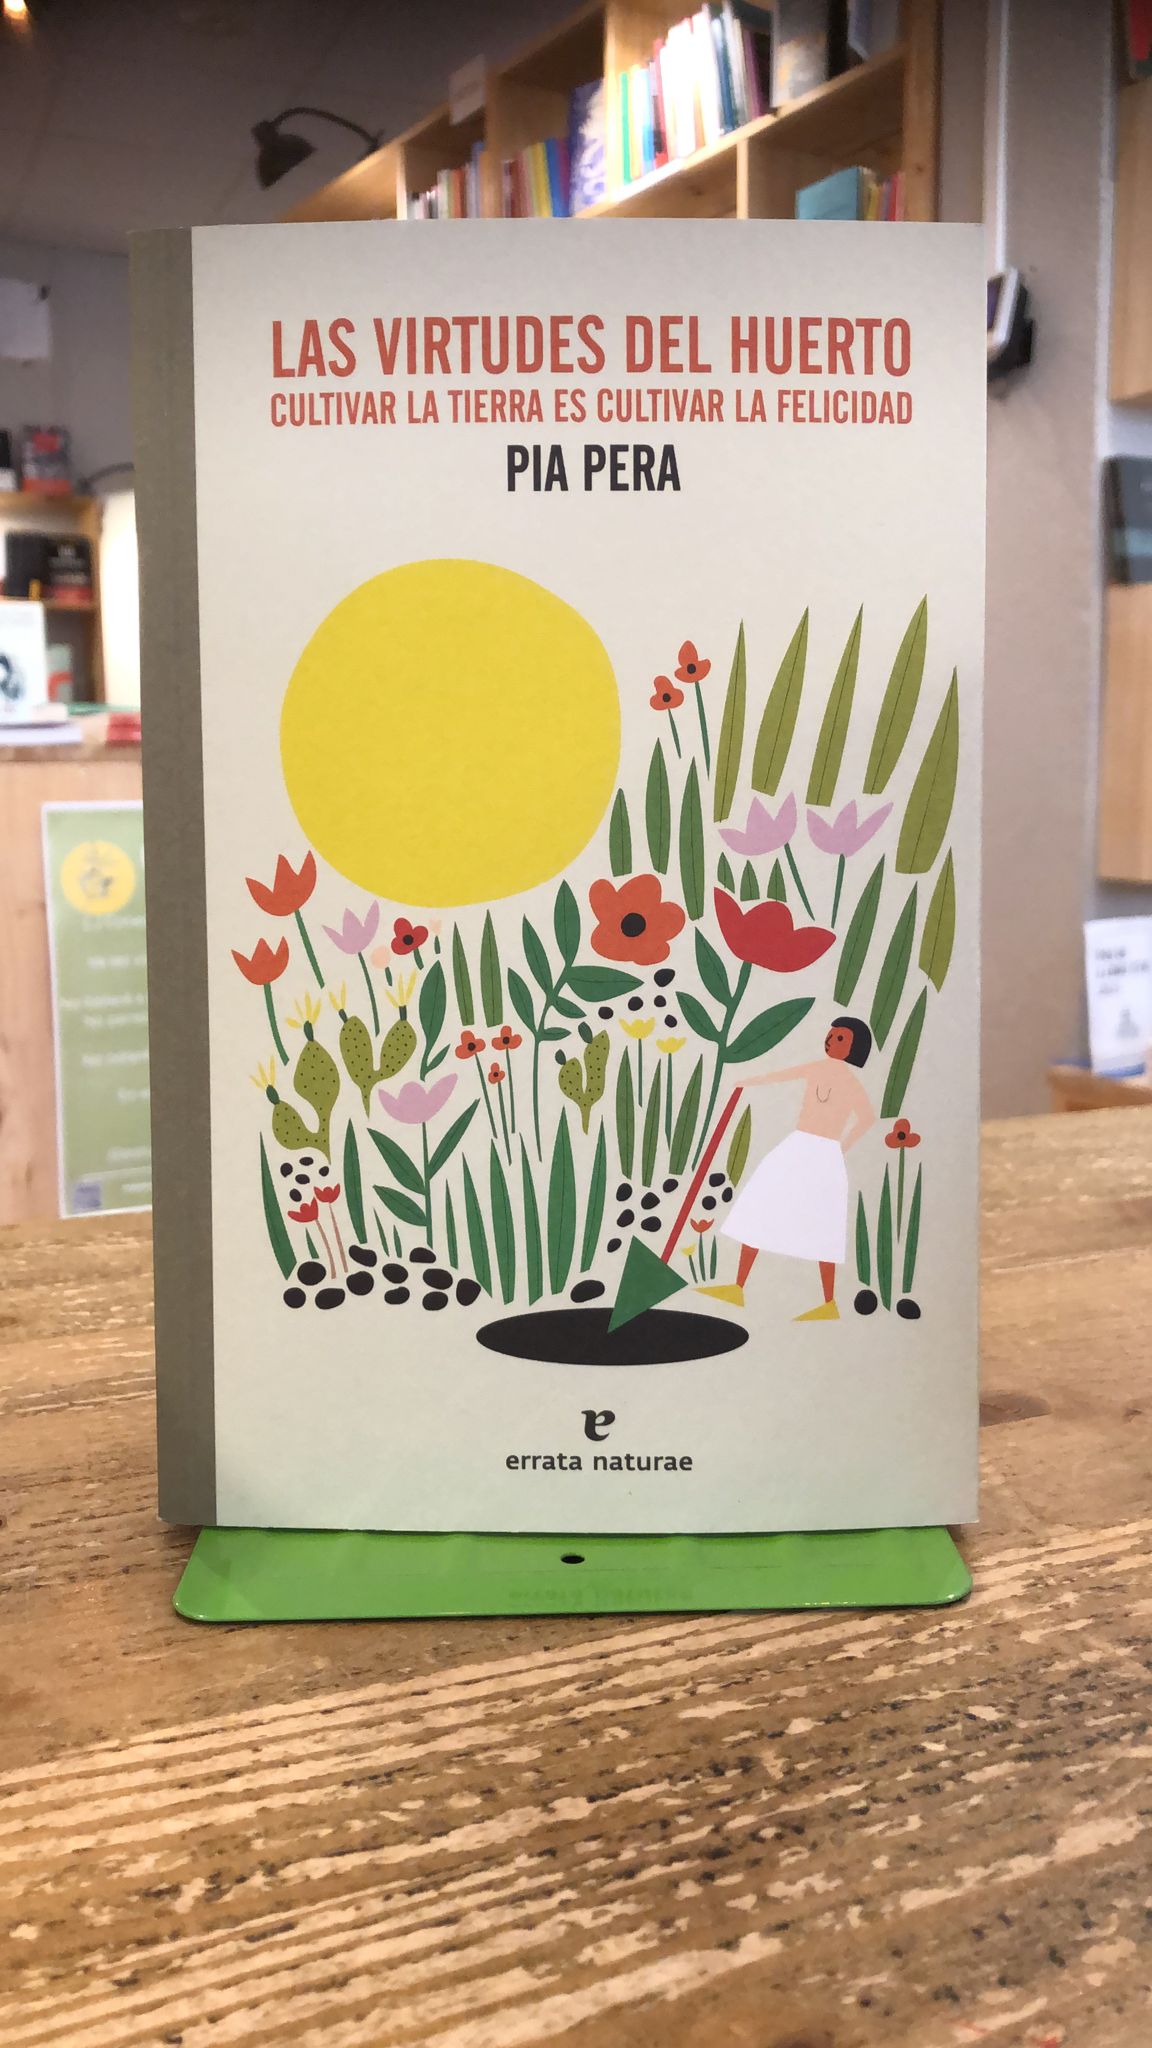 LAS VIRTUDES DEL HUERTO
CULTIVAR LA TIERRA ES CULTIVAR LA FELICIDAD
PIA PERA
e
errata naturae